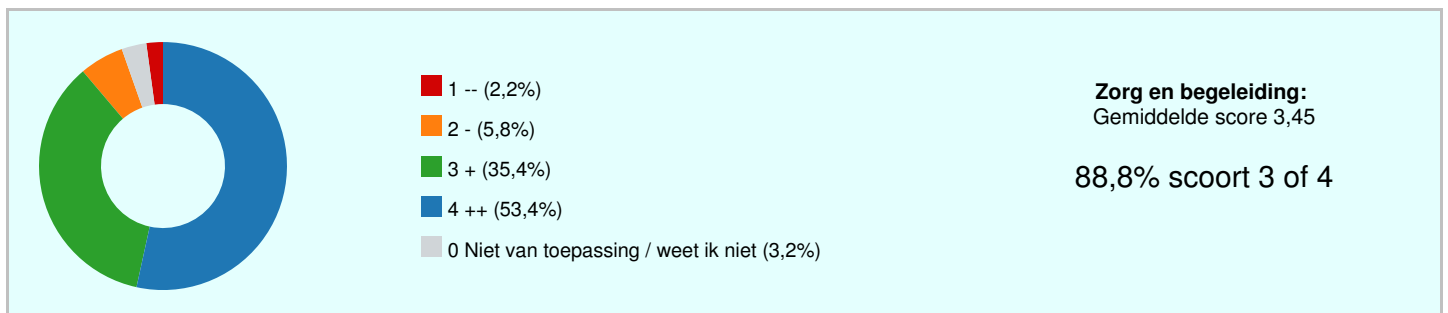 1 -- (2,2%)
2 - (5,8%)
3 + (35,4%)
4 ++ (53,4%)
0 Niet van toepassing / weet ik niet (3,2%)
Zorg en begeleiding:
Gemiddelde score 3,45
88,8% scoort 3 of 4